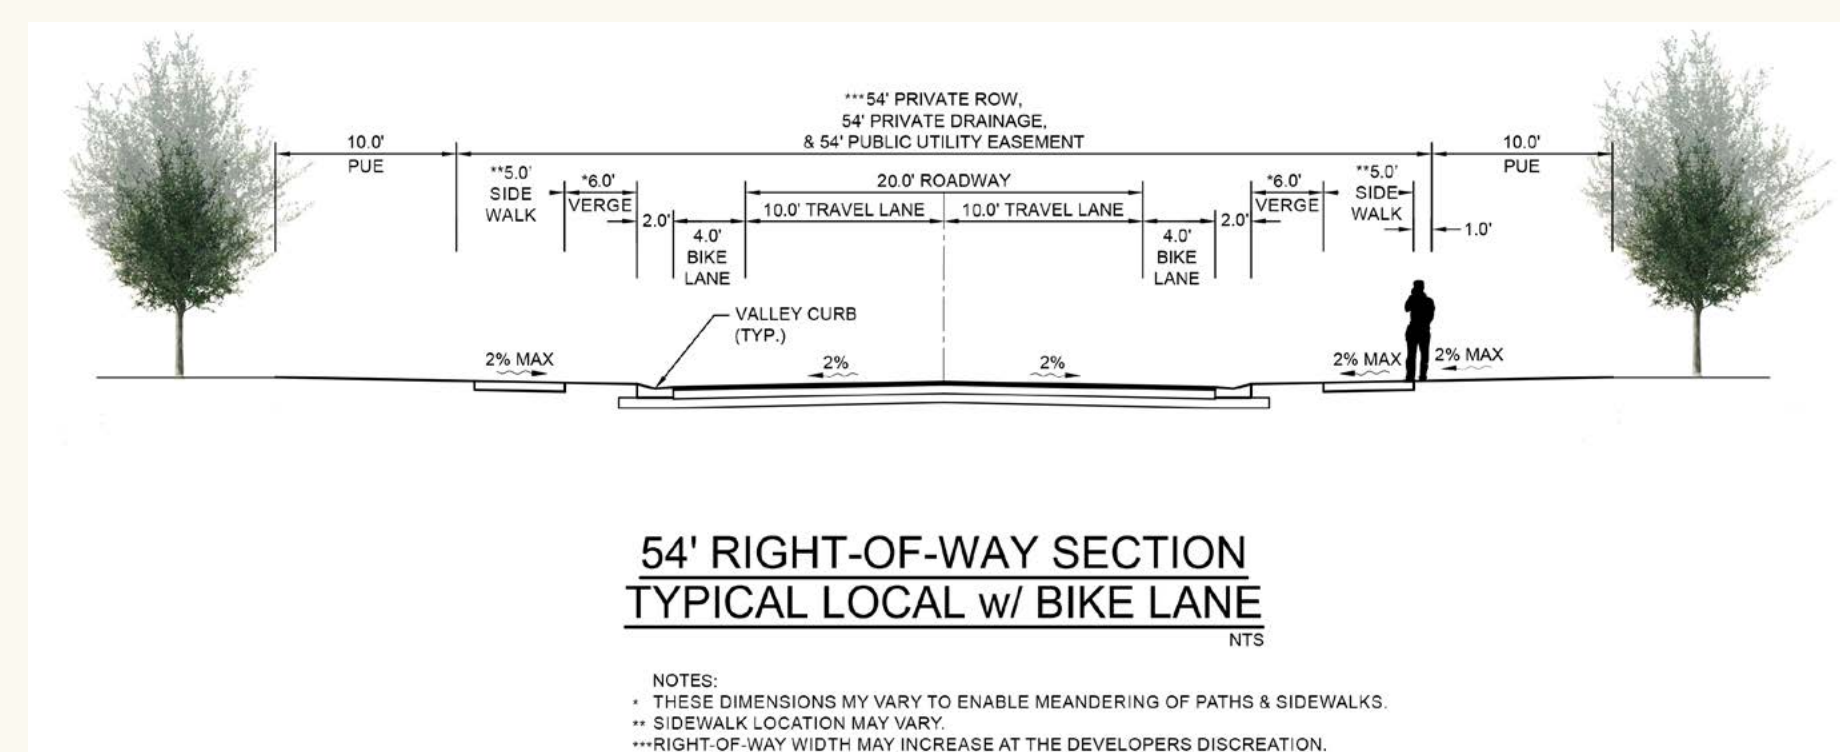 ***54' PRIVATE ROW,
54' PRIVATE DRAINAGE,
& 54' PUBLIC UTILITY EASEMENT
10.0'
PUE
10.0'
PUE
**5.0'
SIDE
WALK
*6.0'
VERGE
2.0'
4.0'
BIKE
LANE
20.0' ROADWAY
10.0' TRAVEL LANE
10.0' TRAVEL LANE
4.0'
BIKE
LANE
2.0'
*6.0'
VERGE
**5.0'
SIDE
WALK
1.0'
VALLEY CURB
(TYP.)
2% MAX
2%
2%
2% MAX
2% MAX
54' RIGHT-OF-WAY SECTION
TYPICAL LOCAL w/ BIKE LANE
NTS
NOTES:
* THESE DIMENSIONS MY VARY TO ENABLE MEANDERING OF PATHS & SIDEWALKS.
** SIDEWALK LOCATION MAY VARY.
***RIGHT-OF-WAY WIDTH MAY INCREASE AT THE DEVELOPERS DISCREATION.